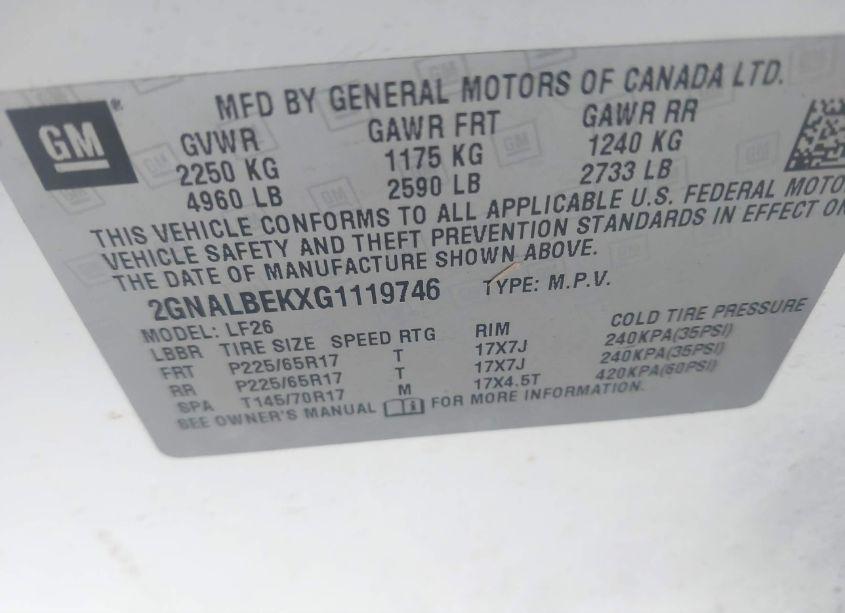 GM®
MFD BY GENERAL MOTORS OF CANADA LTD.
GVWR GAWR FRT GAWR RR
2250 KG 1175 KG 1240 KG
4960 LB 2590 LB 2733 LB
THIS VEHICLE CONFORMS TO ALL APPLICABLE U.S. FEDERAL MOTO
VEHICLE SAFETY AND THEFT PREVENTION STANDARDS IN EFFECT ON
THE DATE OF MANUFACTURE SHOWN ABOVE.
2GNALBEKXG1119746 TYPE: M.P.V.
MODEL: LF26
LBBR TIRE SIZE SPEED RTG RIM COLD TIRE PRESSURE
FRT P225/65R17 T 17X7J 240KPA(35PSI)
RR P225/65R17 T 17X7J 240KPA(35PSI)
SPA T145/70R17 M 17X4.5T 420KPA(60PSI)
SEE OWNER'S MANUAL FOR MORE INFORMATION.